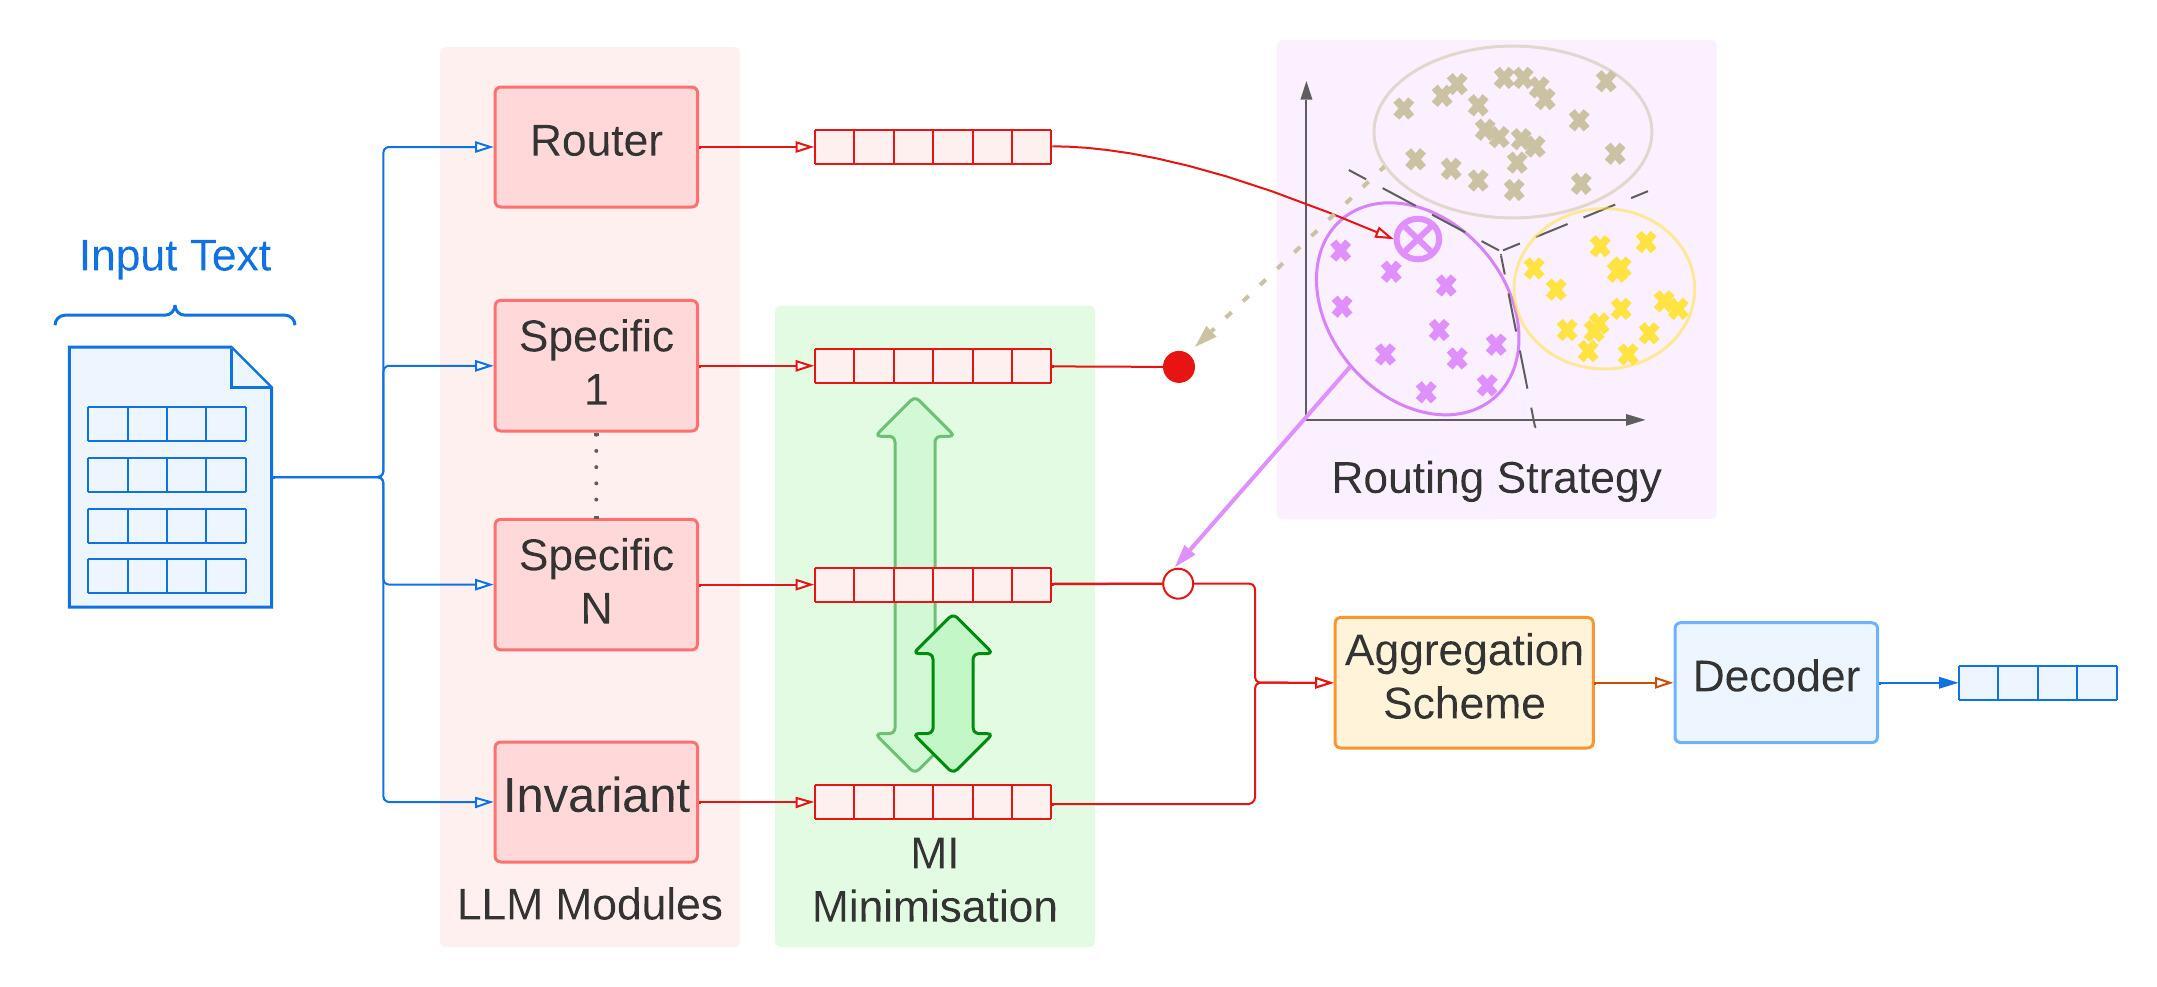 Input Text
Router
Specific
1
Specific
N
Invariant
LLM Modules
MI
Minimisation
Routing Strategy
Aggregation
Scheme
Decoder